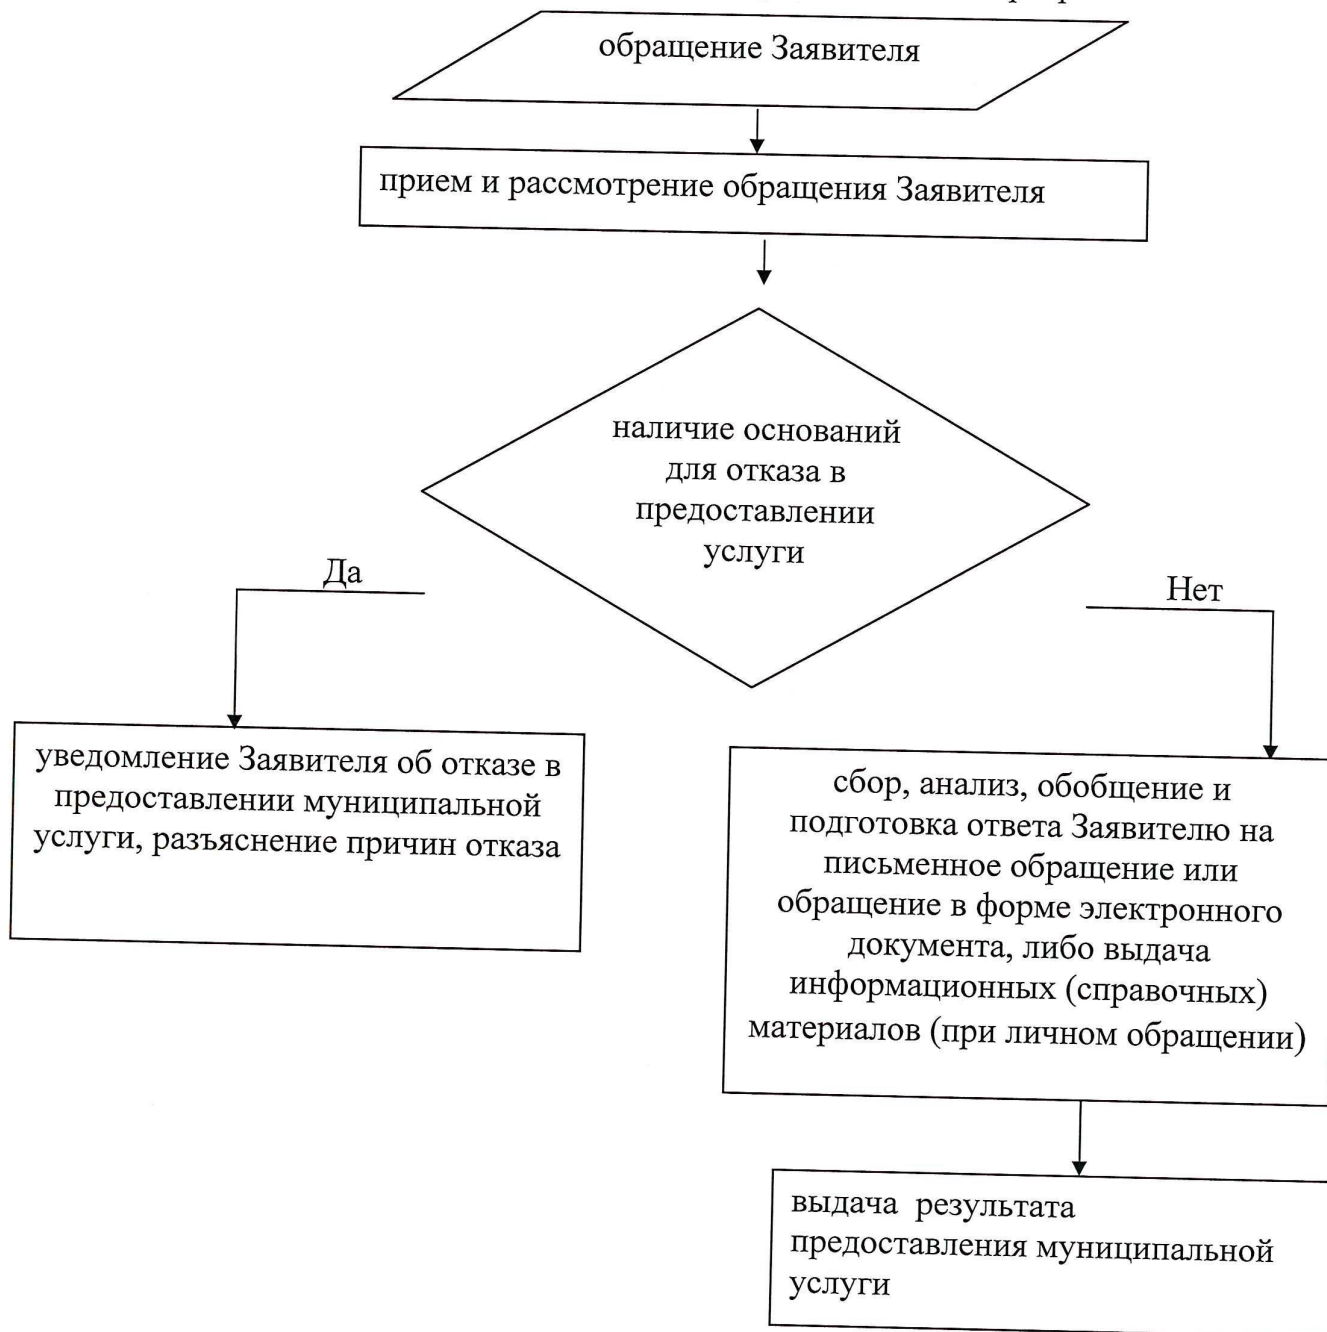 обращение Заявителя
прием и рассмотрение обращения Заявителя
наличие оснований
для отказа в
предоставлении
услуги
Да
Нет
уведомление Заявителя об отказе в
предоставлении муниципальной
услуги, разъяснение причин отказа
сбор, анализ, обобщение и
подготовка ответа Заявителю на
письменное обращение или
обращение в форме электронного
документа, либо выдача
информационных (справочных)
материалов (при личном обращении)
выдача результата
предоставления муниципальной
услуги